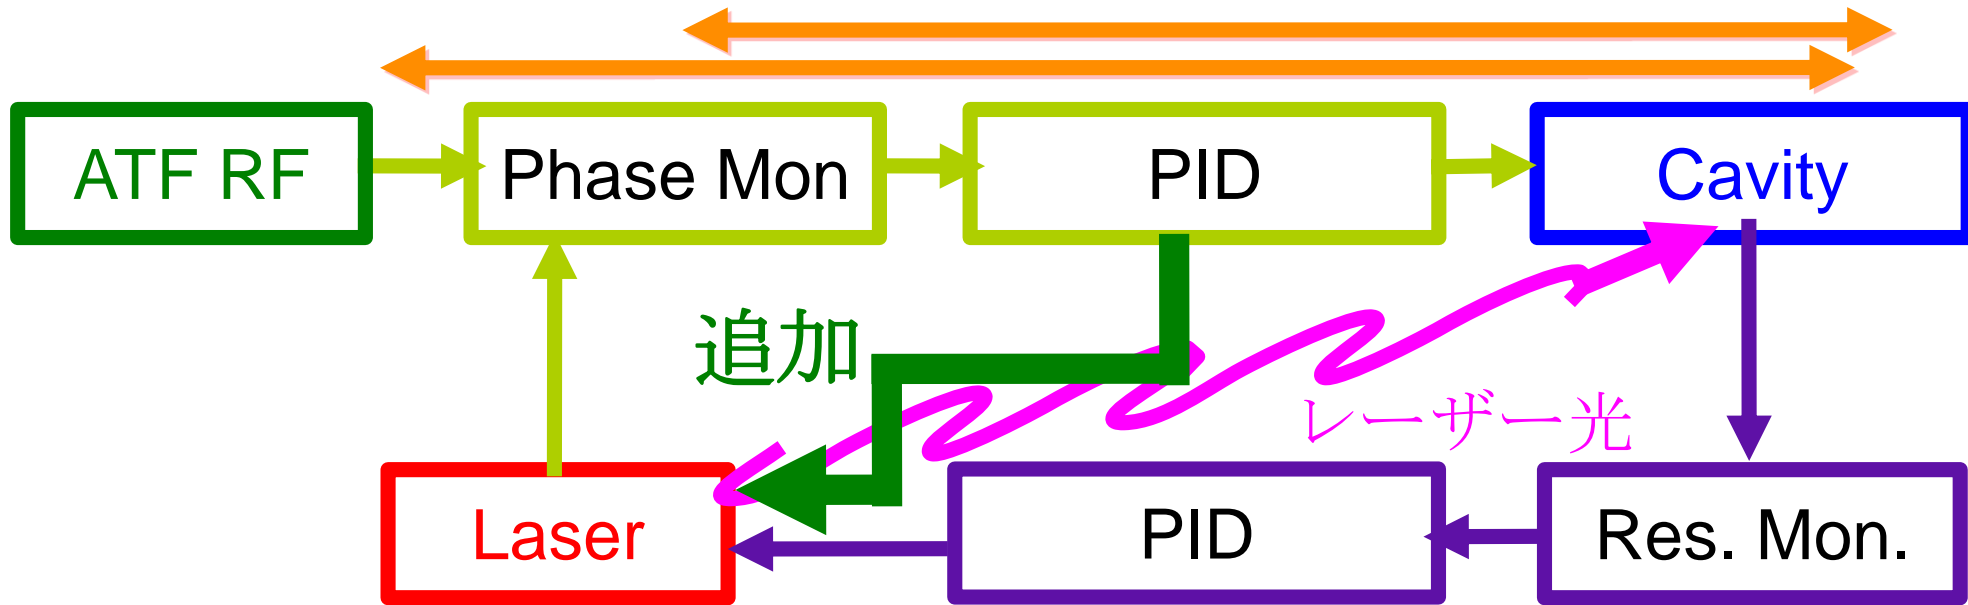 ATF RF
Phase Mon
PID
Cavity
追加
レーザー光
Laser
PID
Res. Mon.